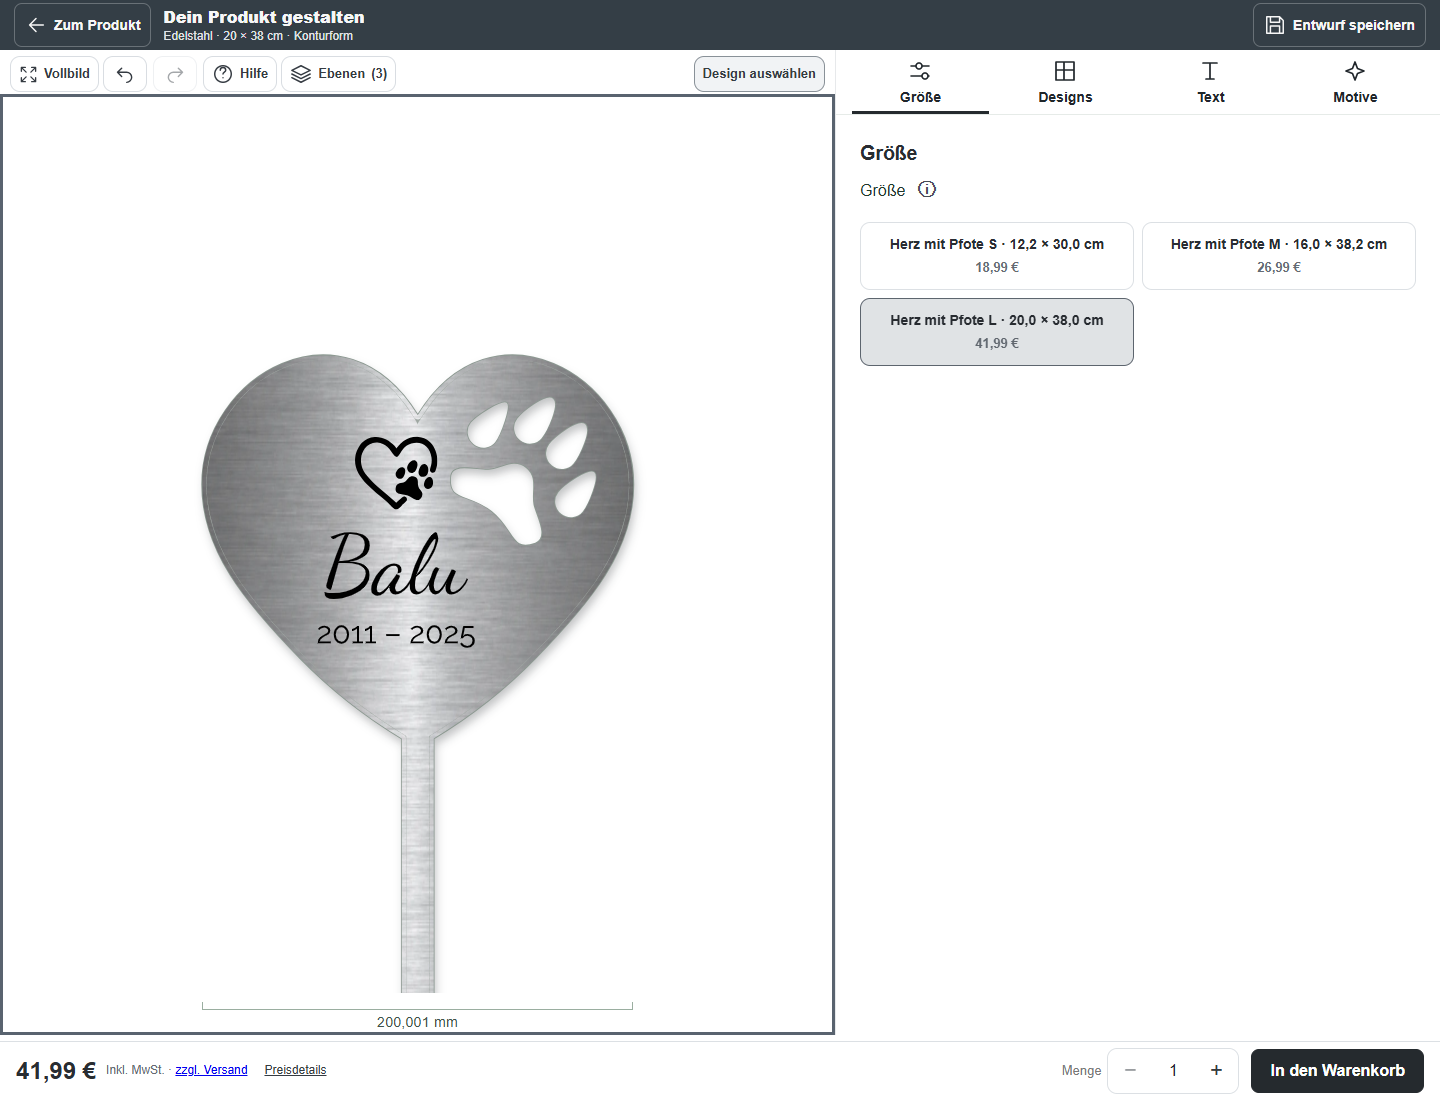 Zum Produkt
Dein Produkt gestalten
Edelstahl · 20 × 38 cm · Konturform
Entwurf speichern
Vollbild
Hilfe
Ebenen (3)
Design auswählen
Größe
Designs
Text
Motive
Größe
Größe
Herz mit Pfote S · 12,2 × 30,0 cm
18,99 €
Herz mit Pfote M · 16,0 × 38,2 cm
26,99 €
Herz mit Pfote L · 20,0 × 38,0 cm
41,99 €
Balu
2011 – 2025
200,001 mm
41,99 € Inkl. MwSt. · zzgl. Versand Preisdetails
Menge − 1 + In den Warenkorb